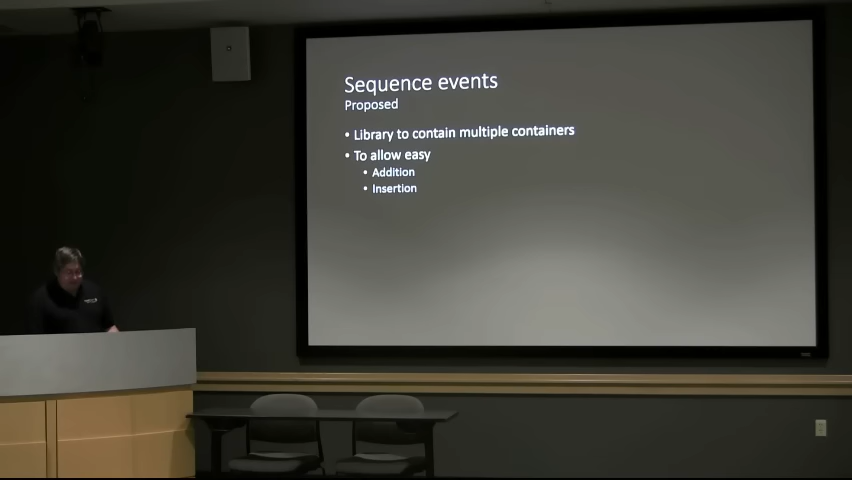 Sequence events
Proposed
• Library to contain multiple containers
• To allow easy
• Addition
• Insertion